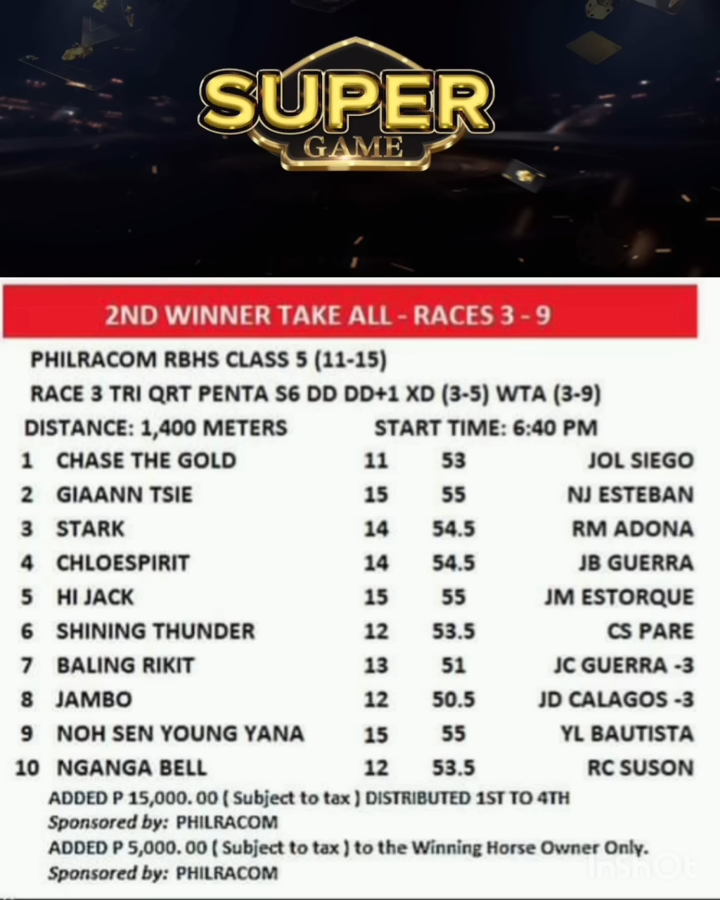 SUPER
GAME
2ND WINNER TAKE ALL - RACES 3 - 9
PHILRACOM RBHS CLASS 5 (11-15)
RACE 3 TRI QRT PENTA S6 DD DD+1 XD (3-5) WTA (3-9)
DISTANCE: 1,400 METERS START TIME: 6:40 PM
1 CHASE THE GOLD 11 53 JOL SIEGO
2 GIAANN TSIE 15 55 NJ ESTEBAN
3 STARK 14 54.5 RM ADONA
4 CHLOESPIRIT 14 54.5 JB GUERRA
5 HI JACK 15 55 JM ESTORQUE
6 SHINING THUNDER 12 53.5 CS PARE
7 BALING RIKIT 13 51 JC GUERRA -3
8 JAMBO 12 50.5 JD CALAGOS -3
9 NOH SEN YOUNG YANA 15 55 YL BAUTISTA
10 NGANGA BELL 12 53.5 RC SUSON
ADDED P 15,000.00 ( Subject to tax ) DISTRIBUTED 1ST TO 4TH
Sponsored by: PHILRACOM
ADDED P 5,000.00 ( Subject to tax ) to the Winning Horse Owner Only.
Sponsored by: PHILRACOM
InShOt